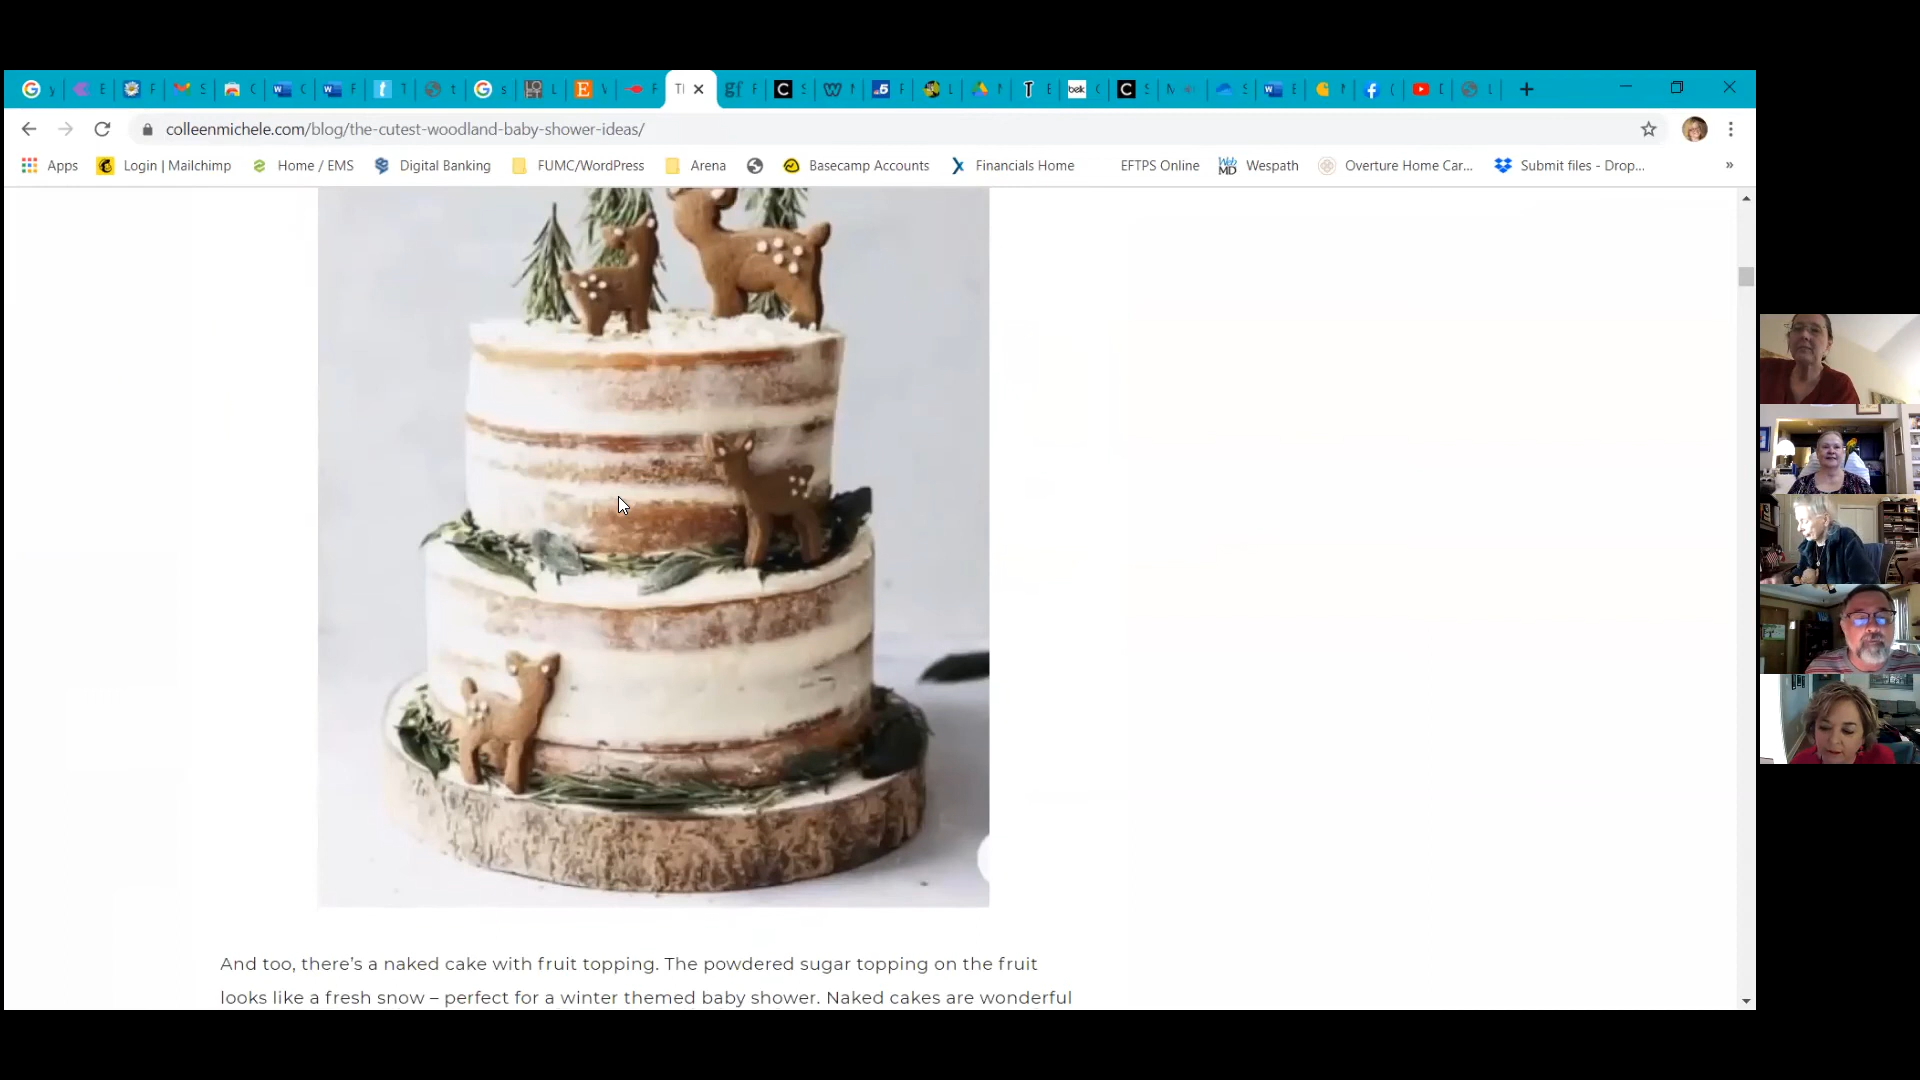 colleenmichele.com/blog/the-cutest-woodland-baby-shower-ideas/
Apps
Login | Mailchimp
Home / EMS
Digital Banking
FUMC/WordPress
Arena
Basecamp Accounts
Financials Home
EFTPS Online
Web MD
Wespath
Overture Home Car...
Submit files - Drop...
»
And too, there's a naked cake with fruit topping. The powdered sugar topping on the fruit
looks like a fresh snow – perfect for a winter themed baby shower. Naked cakes are wonderful